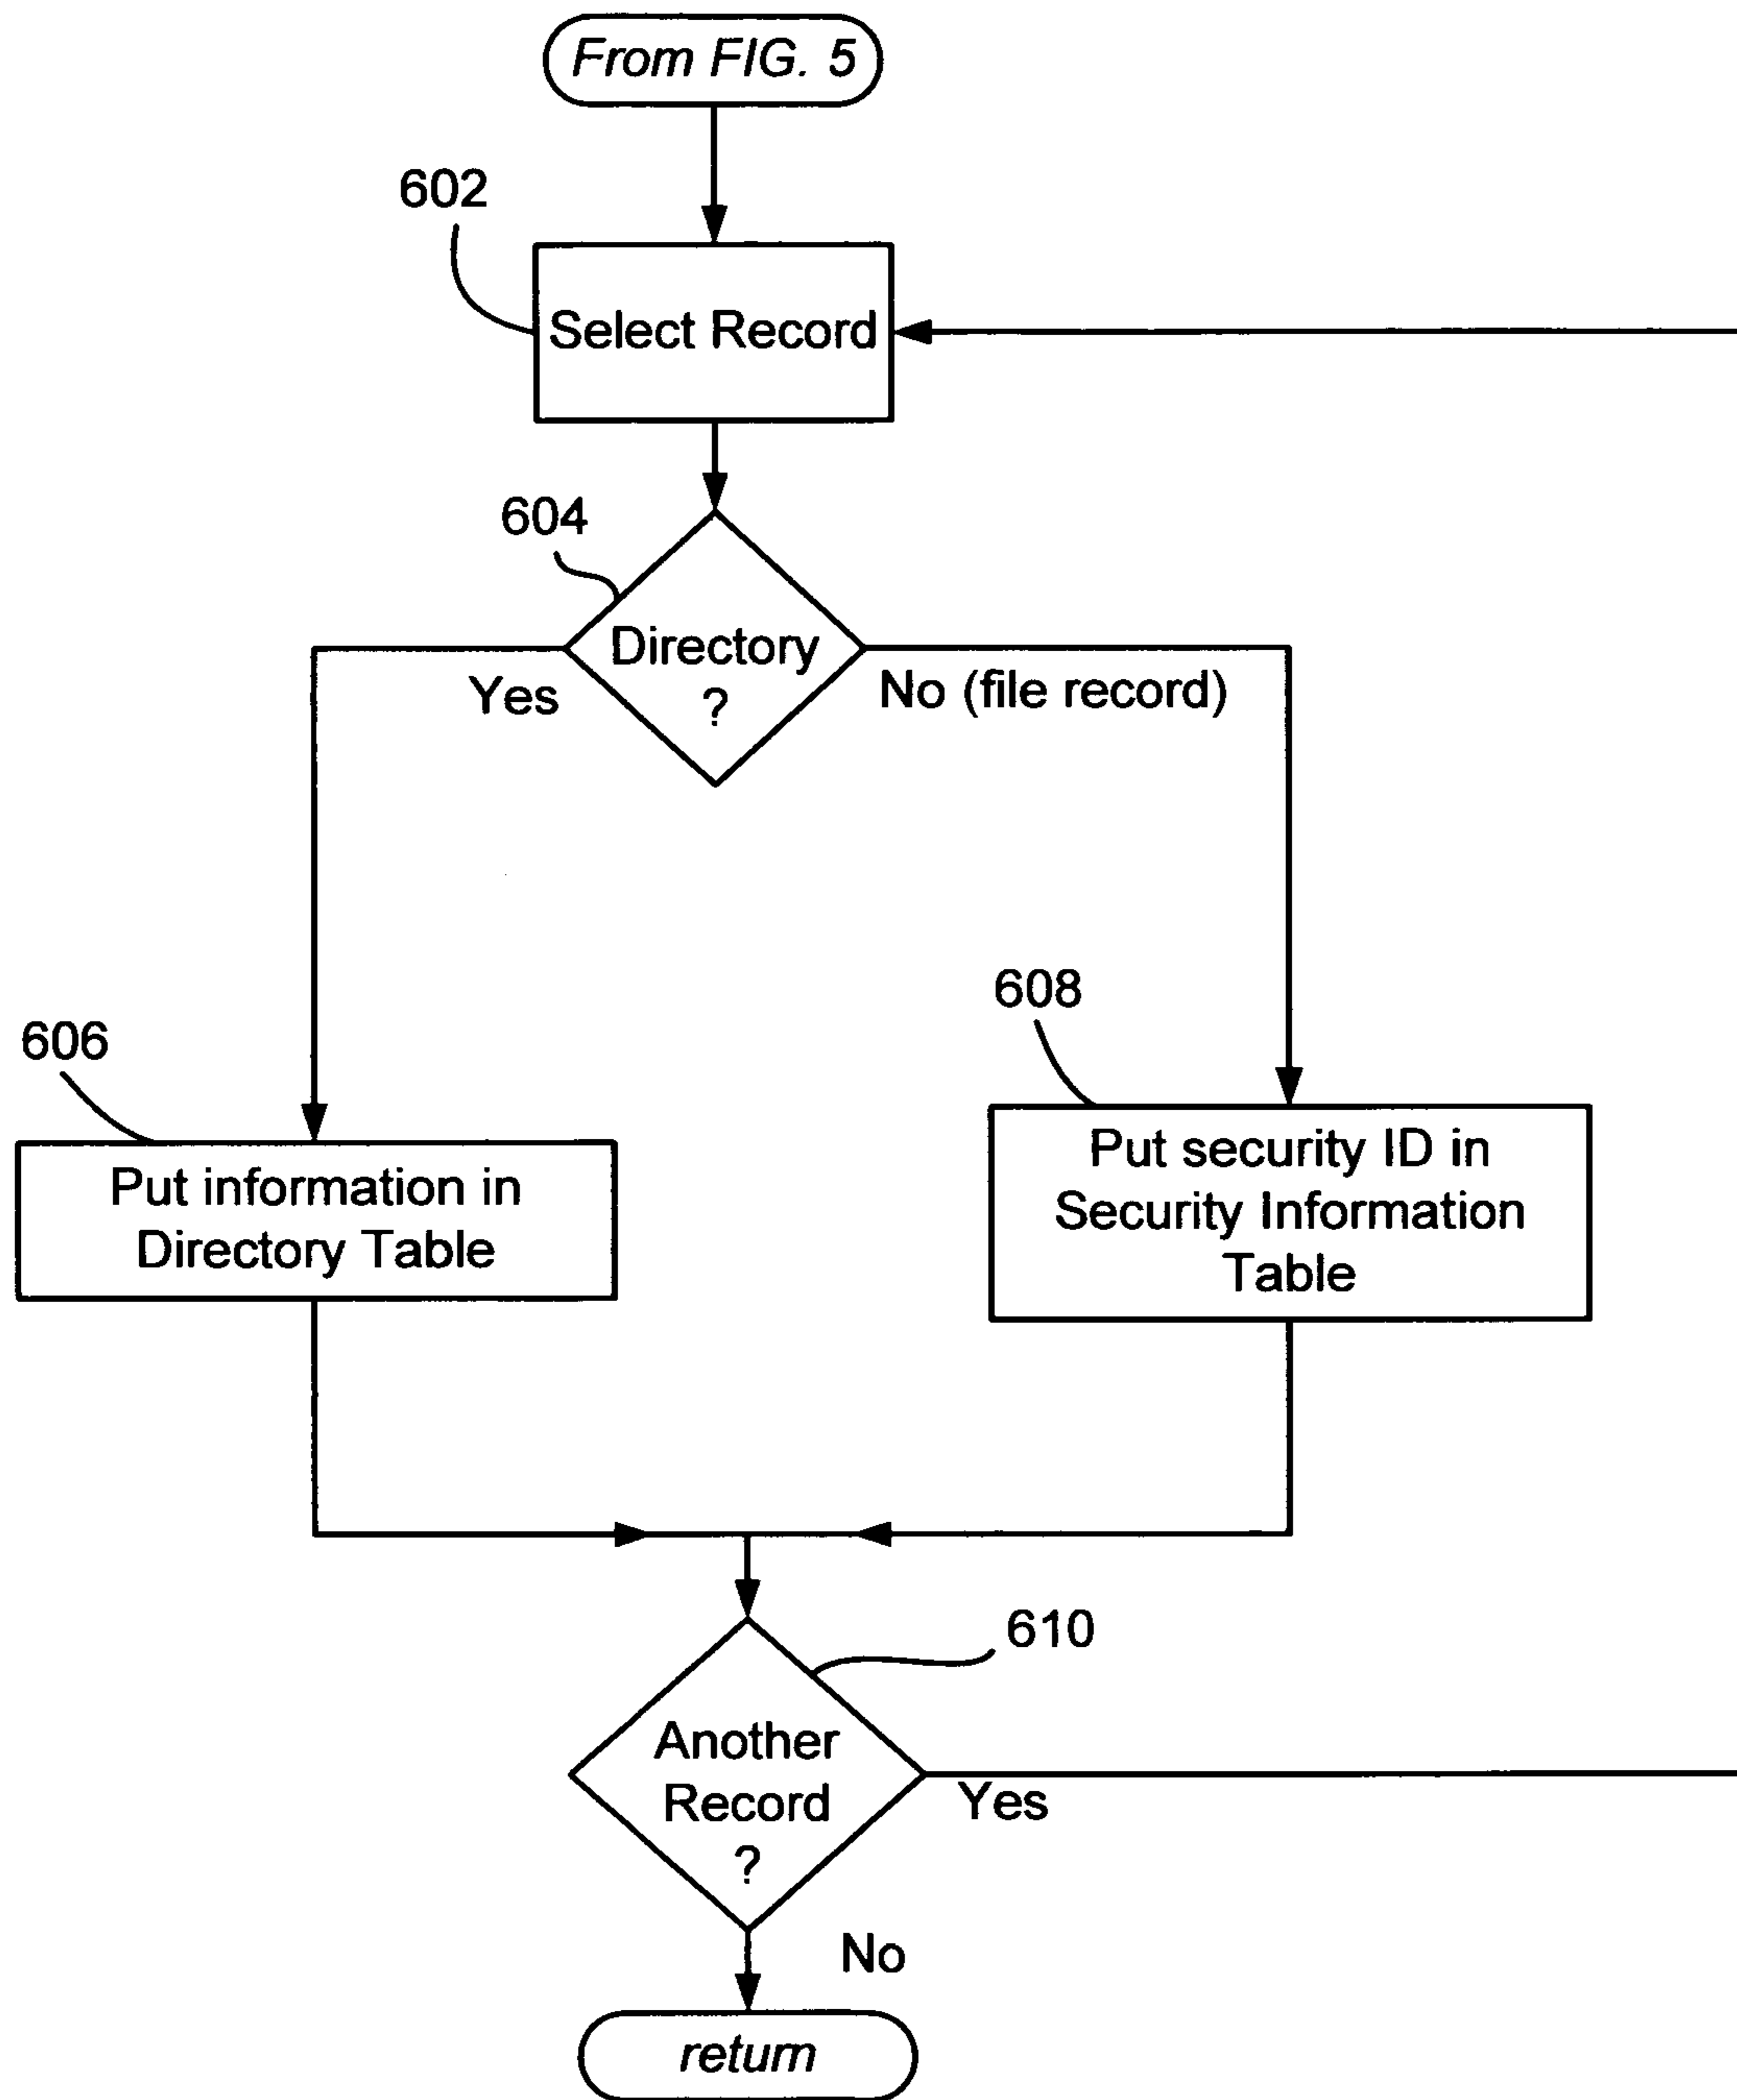 From FIG. 5
602
Select Record
604
Directory
?
Yes
No (file record)
606
Put information in
Directory Table
608
Put security ID in
Security Information
Table
610
Another
Record
?
Yes
No
return